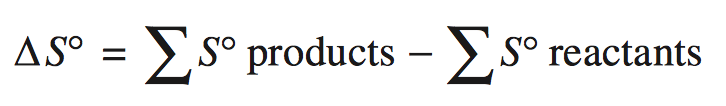 ΔS° = ∑S° products − ∑S° reactants